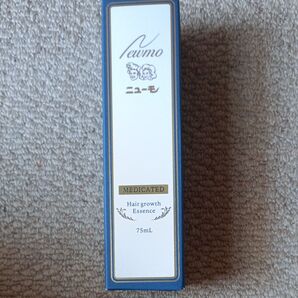 Newmo
ニューモ
MEDICATED
Hair growth
Essence
75mL